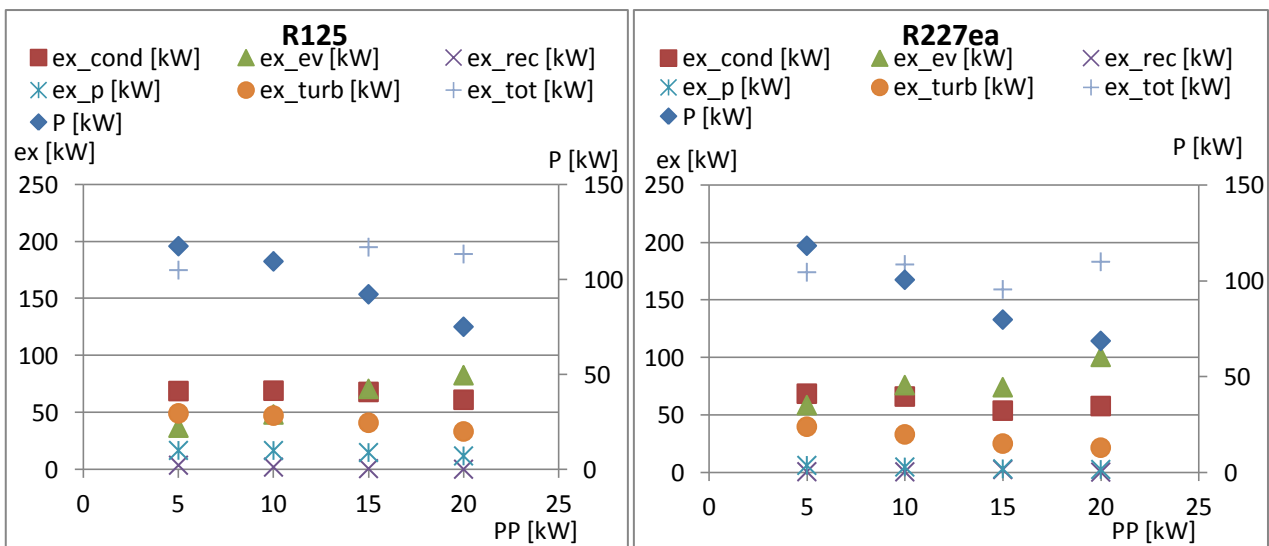 R125
ex_cond [kW] ex_ev [kW] ex_rec [kW]
ex_p [kW] ex_turb [kW] ex_tot [kW]
P [kW]
ex [kW] P [kW]
250 150
200
150 100
100
50 50
0 0
0 5 10 15 20 25
PP [kW]
R227ea
ex_cond [kW] ex_ev [kW] ex_rec [kW]
ex_p [kW] ex_turb [kW] ex_tot [kW]
P [kW]
ex [kW] P [kW]
250 150
200
150 100
100
50 50
0 0
0 5 10 15 20 25
PP [kW]